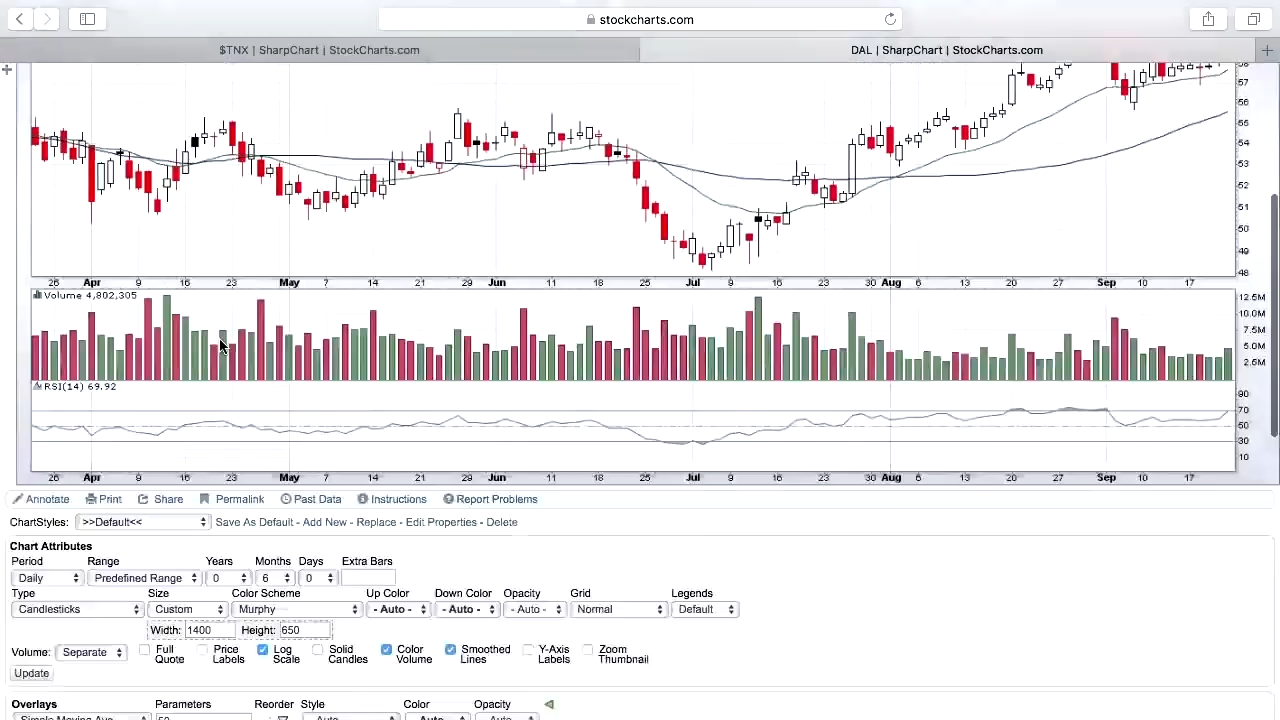 stockcharts.com
$TNX | SharpChart | StockCharts.com DAL | SharpChart | StockCharts.com
57
56
55
54
53
52
51
50
49
48
26 Apr 9 16 23 May 7 14 21 Jun 11 18 25 Jul 9 16 23 30 Aug 6 13 20 27 Sep 10 17
Volume 4,802,305
12.5M
10.0M
7.5M
5.0M
2.5M
RSI(14) 69.92
90
70
50
30
10
26 Apr 9 16 23 May 7 14 21 Jun 11 18 25 Jul 9 16 23 30 Aug 6 13 20 27 Sep 10 17
Annotate Print Share Permalink Past Data Instructions Report Problems
ChartStyles: >>Default<< Save As Default - Add New - Replace - Edit Properties - Delete
Chart Attributes
Period Range Years Months Days Extra Bars
Daily Predefined Range 0 6 0
Type Size Color Scheme Up Color Down Color Opacity Grid Legends
Candlesticks Custom Murphy - Auto - - Auto - - Auto - Normal Default
Width: 1400 Height: 650
Volume: Separate Full Quote Price Labels Log Scale Solid Candles Color Volume Smoothed Lines Y-Axis Labels Zoom Thumbnail
Update
Overlays Parameters Reorder Style Color Opacity